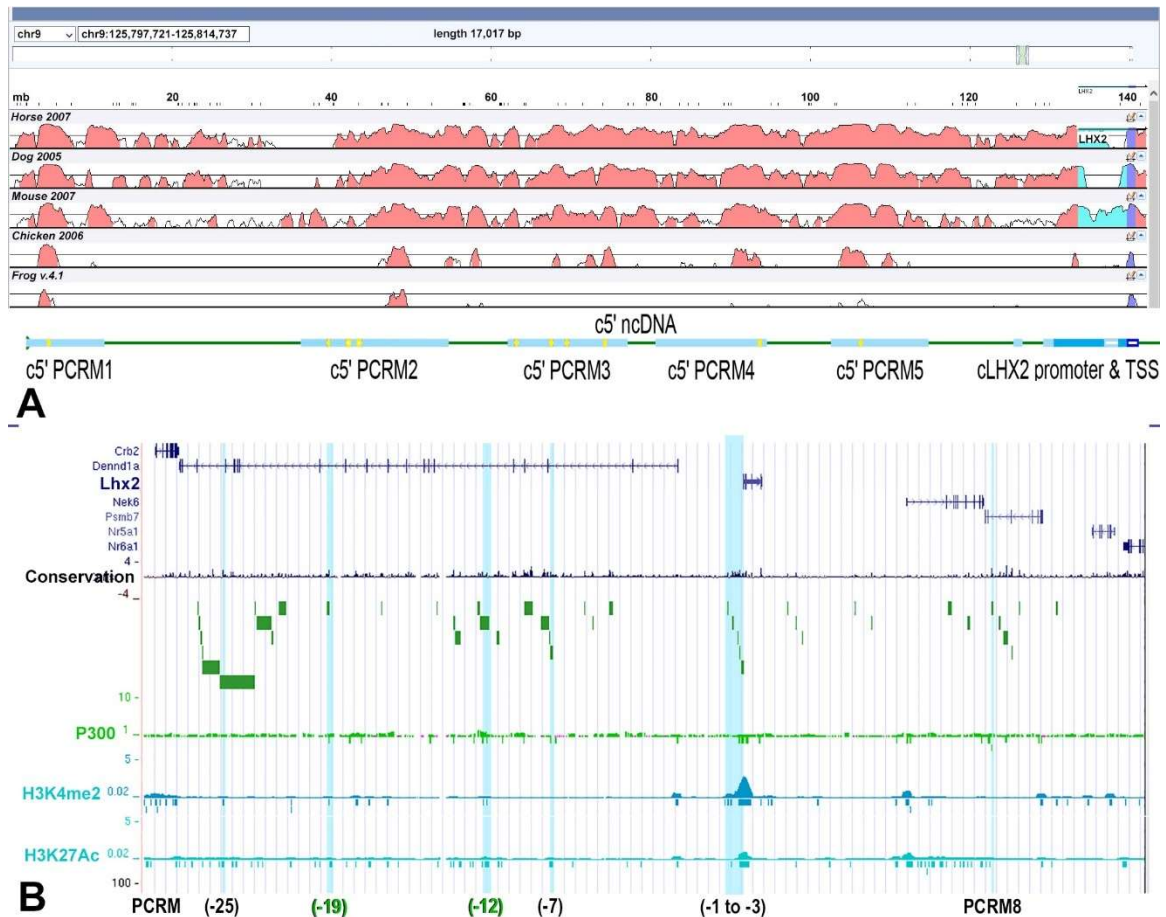 chr9 chr9:125,797,721-125,814,737 length 17,017 bp
mb 20 40 60 80 100 120 140
LHX2
Horse 2007
LHX2
Dog 2005
Mouse 2007
Chicken 2006
Frog v.4.1
c5' ncDNA
c5' PCRM1 c5' PCRM2 c5' PCRM3 c5' PCRM4 c5' PCRM5 cLHX2 promoter & TSS
A
Crb2
Dennd1a
Lhx2
Nek6
Psmb7
Nr5a1
Nr6a1
4 -
Conservation
-4 _
10 -
P300 1
5 -
H3K4me2 0.02
5 -
H3K27Ac 0.02
100 -
B PCRM (-25) (-19) (-12) (-7) (-1 to -3) PCRM8